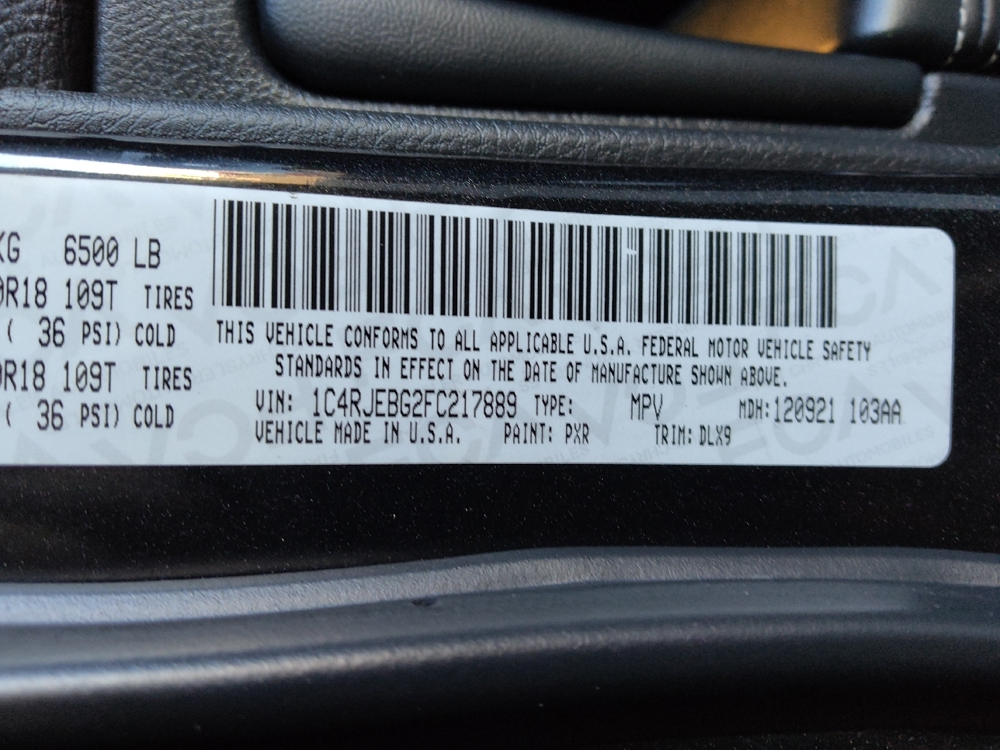 KG 6500 LB
0R18 109T TIRES
( 36 PSI) COLD
0R18 109T TIRES
( 36 PSI) COLD
THIS VEHICLE CONFORMS TO ALL APPLICABLE U.S.A. FEDERAL MOTOR VEHICLE SAFETY
STANDARDS IN EFFECT ON THE DATE OF MANUFACTURE SHOWN ABOVE.
VIN: 1C4RJEBG2FC217889 TYPE: MPV MDH:120921 103AA
VEHICLE MADE IN U.S.A. PAINT: PXR TRIM: DLX9